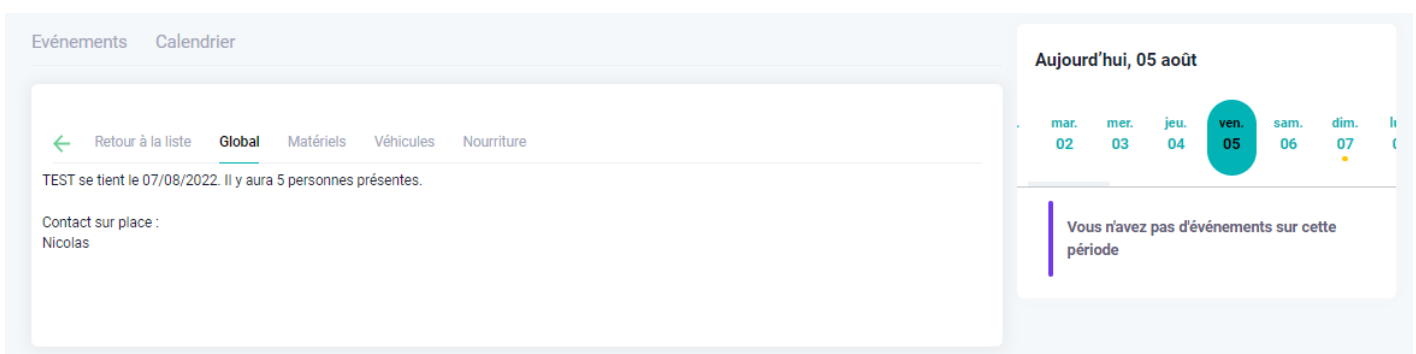 Evénements Calendrier
Retour à la liste Global Matériels Véhicules Nourriture
TEST se tient le 07/08/2022. Il y aura 5 personnes présentes.
Contact sur place :
Nicolas
Aujourd'hui, 05 août
mar. mer. jeu. ven. sam. dim.
02 03 04 05 06 07
Vous n'avez pas d'événements sur cette
période